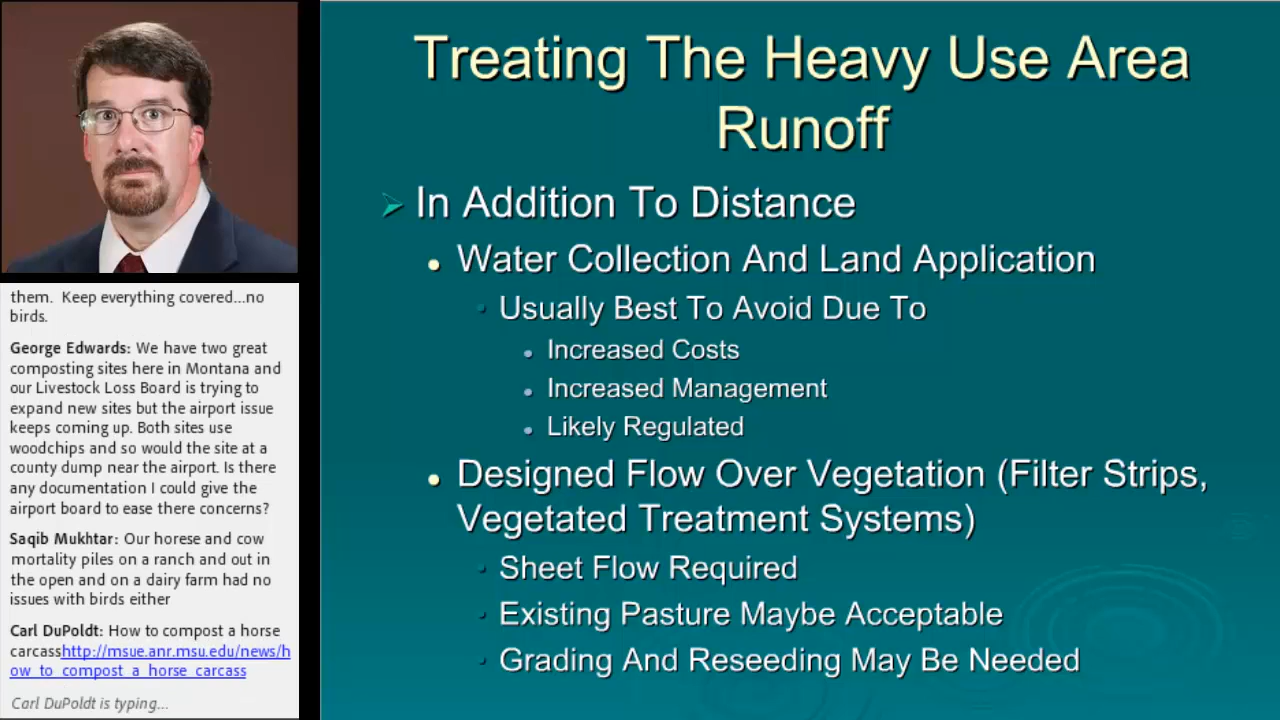 Treating The Heavy Use Area
Runoff
In Addition To Distance
Water Collection And Land Application
Usually Best To Avoid Due To
Increased Costs
Increased Management
Likely Regulated
Designed Flow Over Vegetation (Filter Strips,
Vegetated Treatment Systems)
Sheet Flow Required
Existing Pasture Maybe Acceptable
Grading And Reseeding May Be Needed
them. Keep everything covered...no
birds.
George Edwards: We have two great
composting sites here in Montana and
our Livestock Loss Board is trying to
expand new sites but the airport issue
keeps coming up. Both sites use
woodchips and so would the site at a
county dump near the airport. Is there
any documentation I could give the
airport board to ease there concerns?
Saqib Mukhtar: Our horese and cow
mortality piles on a ranch and out in
the open and on a dairy farm had no
issues with birds either
Carl DuPoldt: How to compost a horse
carcasshttp://msue.anr.msu.edu/news/h
ow_to_compost_a_horse_carcass
Carl DuPoldt is typing...